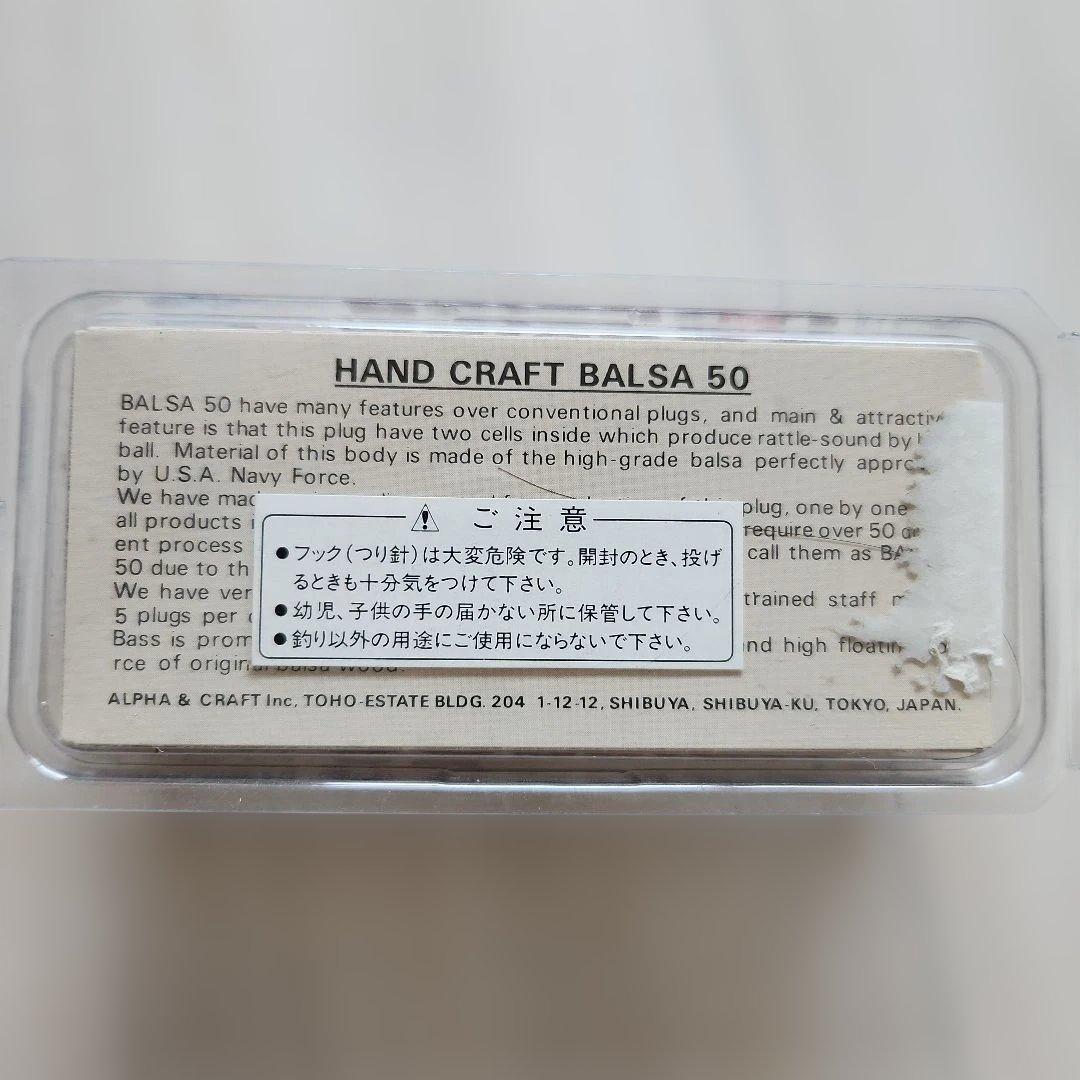 HAND CRAFT BALSA 50
BALSA 50 have many features over conventional plugs, and main & attractiv
feature is that this plug have two cells inside which produce rattle-sound by
ball. Material of this body is made of the high-grade balsa perfectly appro
by U.S.A. Navy Force.
We have mad plug, one by one
all products require over 50
ent process call them as
50 due to th
We have ver trained staff
5 plugs per
Bass is prom nd high floatin
rce of original balsa wood.
ご注意
●フック(つり針)は大変危険です。開封のとき、投げ
るときも十分気をつけて下さい。
●幼児、子供の手の届かない所に保管して下さい。
●釣り以外の用途にご使用にならないで下さい。
ALPHA & CRAFT Inc. TOHO-ESTATE BLDG. 204 1-12-12, SHIBUYA, SHIBUYA-KU, TOKYO, JAPAN.